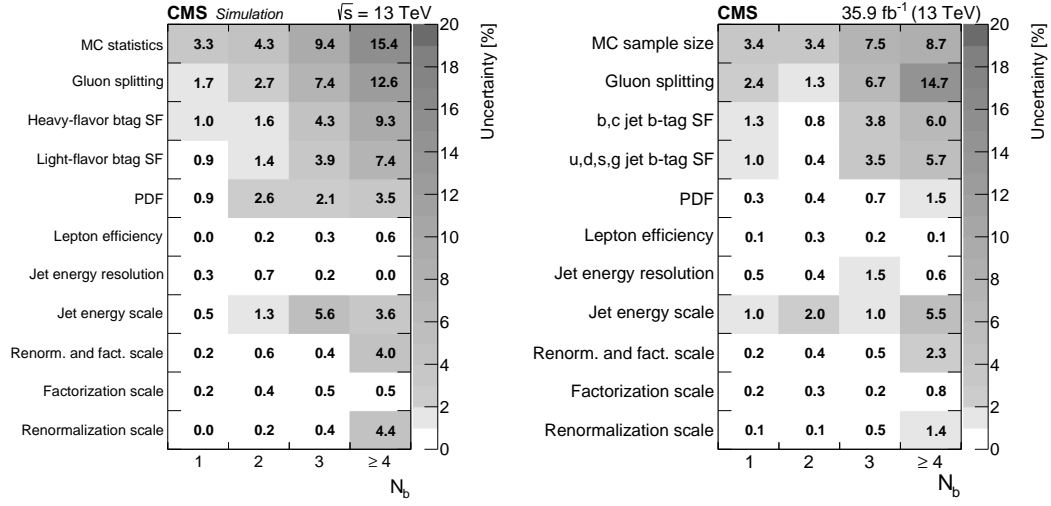 CMS Simulation √s = 13 TeV
MC statistics 3.3 4.3 9.4 15.4
Gluon splitting 1.7 2.7 7.4 12.6
Heavy-flavor btag SF 1.0 1.6 4.3 9.3
Light-flavor btag SF 0.9 1.4 3.9 7.4
PDF 0.9 2.6 2.1 3.5
Lepton efficiency 0.0 0.2 0.3 0.6
Jet energy resolution 0.3 0.7 0.2 0.0
Jet energy scale 0.5 1.3 5.6 3.6
Renorm. and fact. scale 0.2 0.6 0.4 4.0
Factorization scale 0.2 0.4 0.5 0.5
Renormalization scale 0.0 0.2 0.4 4.4
1 2 3 ≥ 4
N_b
20
18
16
14
12
10
8
6
4
2
0
Uncertainty [%]
CMS 35.9 fb⁻¹ (13 TeV)
MC sample size 3.4 3.4 7.5 8.7
Gluon splitting 2.4 1.3 6.7 14.7
b,c jet b-tag SF 1.3 0.8 3.8 6.0
u,d,s,g jet b-tag SF 1.0 0.4 3.5 5.7
PDF 0.3 0.4 0.7 1.5
Lepton efficiency 0.1 0.3 0.2 0.1
Jet energy resolution 0.5 0.4 1.5 0.6
Jet energy scale 1.0 2.0 1.0 5.5
Renorm. and fact. scale 0.2 0.4 0.5 2.3
Factorization scale 0.2 0.3 0.2 0.8
Renormalization scale 0.1 0.1 0.5 1.4
1 2 3 ≥ 4
N_b
20
18
16
14
12
10
8
6
4
2
0
Uncertainty [%]